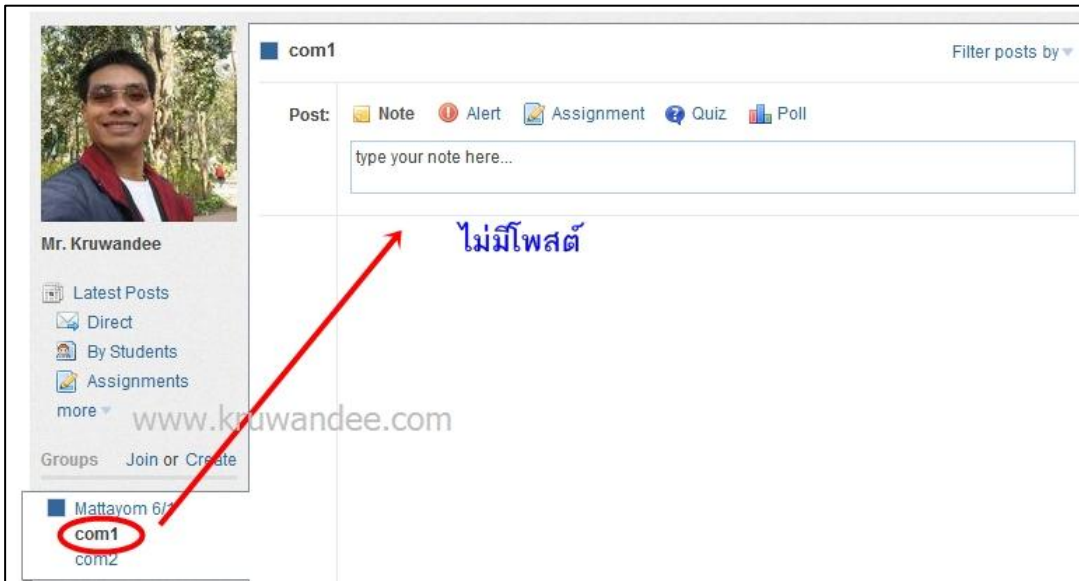 com1
Filter posts by
Post: Note Alert Assignment Quiz Poll
type your note here...
ไม่มีโพสต์
Mr. Kruwandee
Latest Posts
Direct
By Students
Assignments
more
www.kruwandee.com
Groups Join or Create
Mattayom 6/1
com1
com2